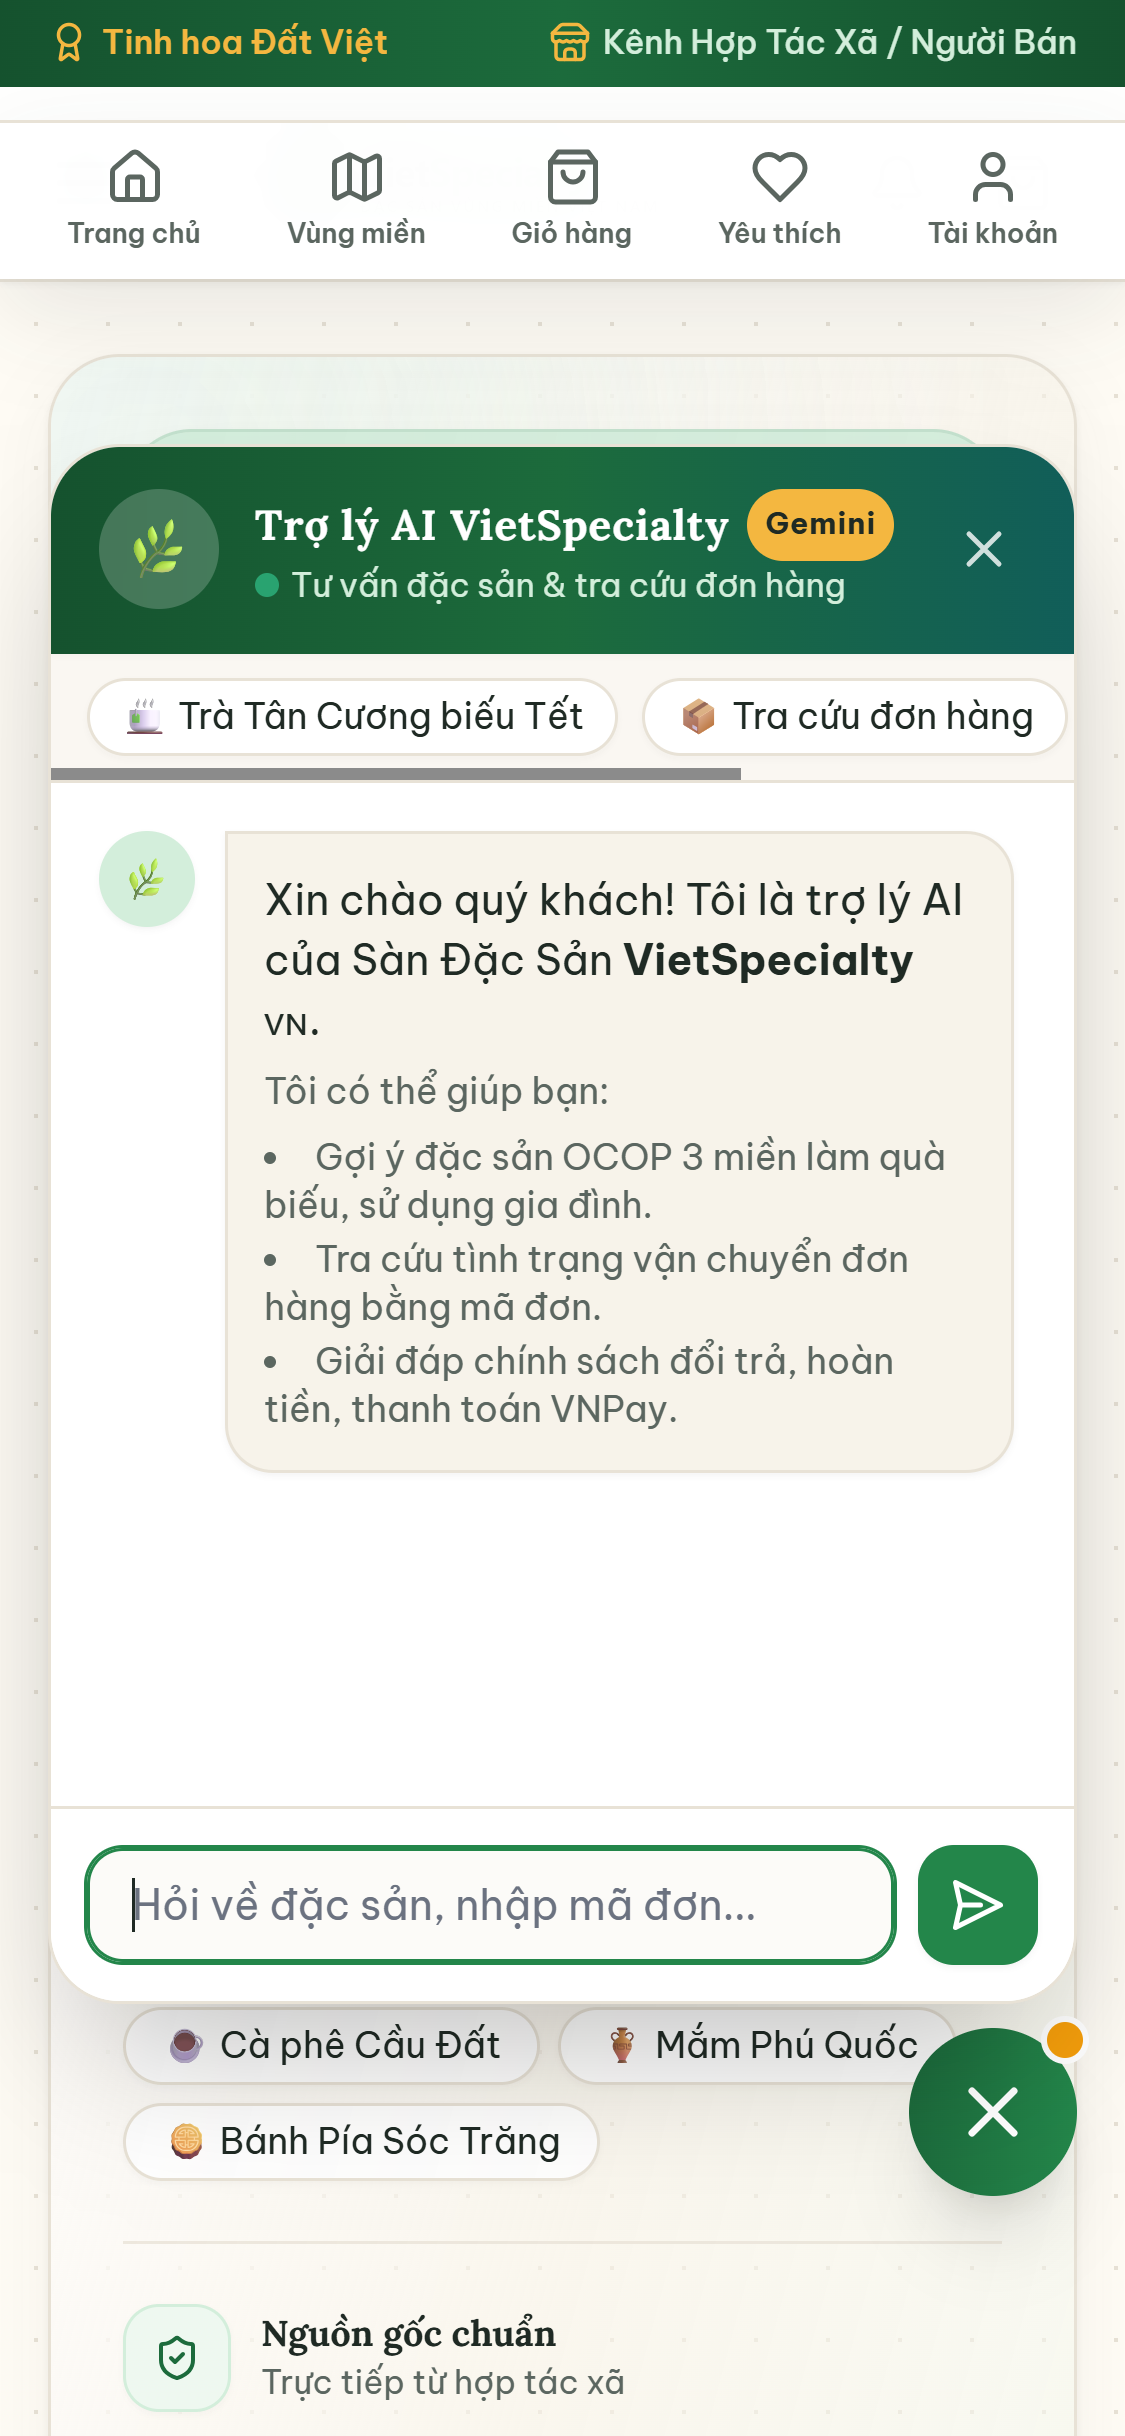 Tinh hoa Đất Việt
Kênh Hợp Tác Xã / Người Bán
Trang chủ
Vùng miền
Giỏ hàng
Yêu thích
Tài khoản
Trợ lý AI VietSpecialty
Gemini
Tư vấn đặc sản & tra cứu đơn hàng
Trà Tân Cương biếu Tết
Tra cứu đơn hàng
Xin chào quý khách! Tôi là trợ lý AI
của Sàn Đặc Sản VietSpecialty
VN.
Tôi có thể giúp bạn:
• Gợi ý đặc sản OCOP 3 miền làm quà
biếu, sử dụng gia đình.
• Tra cứu tình trạng vận chuyển đơn
hàng bằng mã đơn.
• Giải đáp chính sách đổi trả, hoàn
tiền, thanh toán VNPay.
Hỏi về đặc sản, nhập mã đơn...
Cà phê Cầu Đất
Mắm Phú Quốc
Bánh Pía Sóc Trăng
Nguồn gốc chuẩn
Trực tiếp từ hợp tác xã